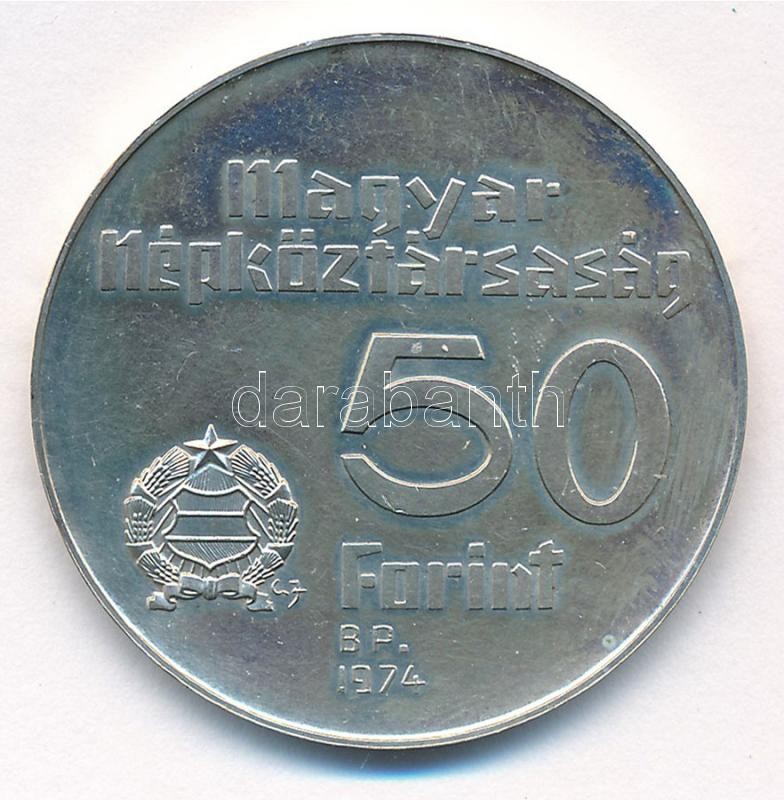 Magyar
Népköztársaság
50
darabanth
Forint
BP.
1974